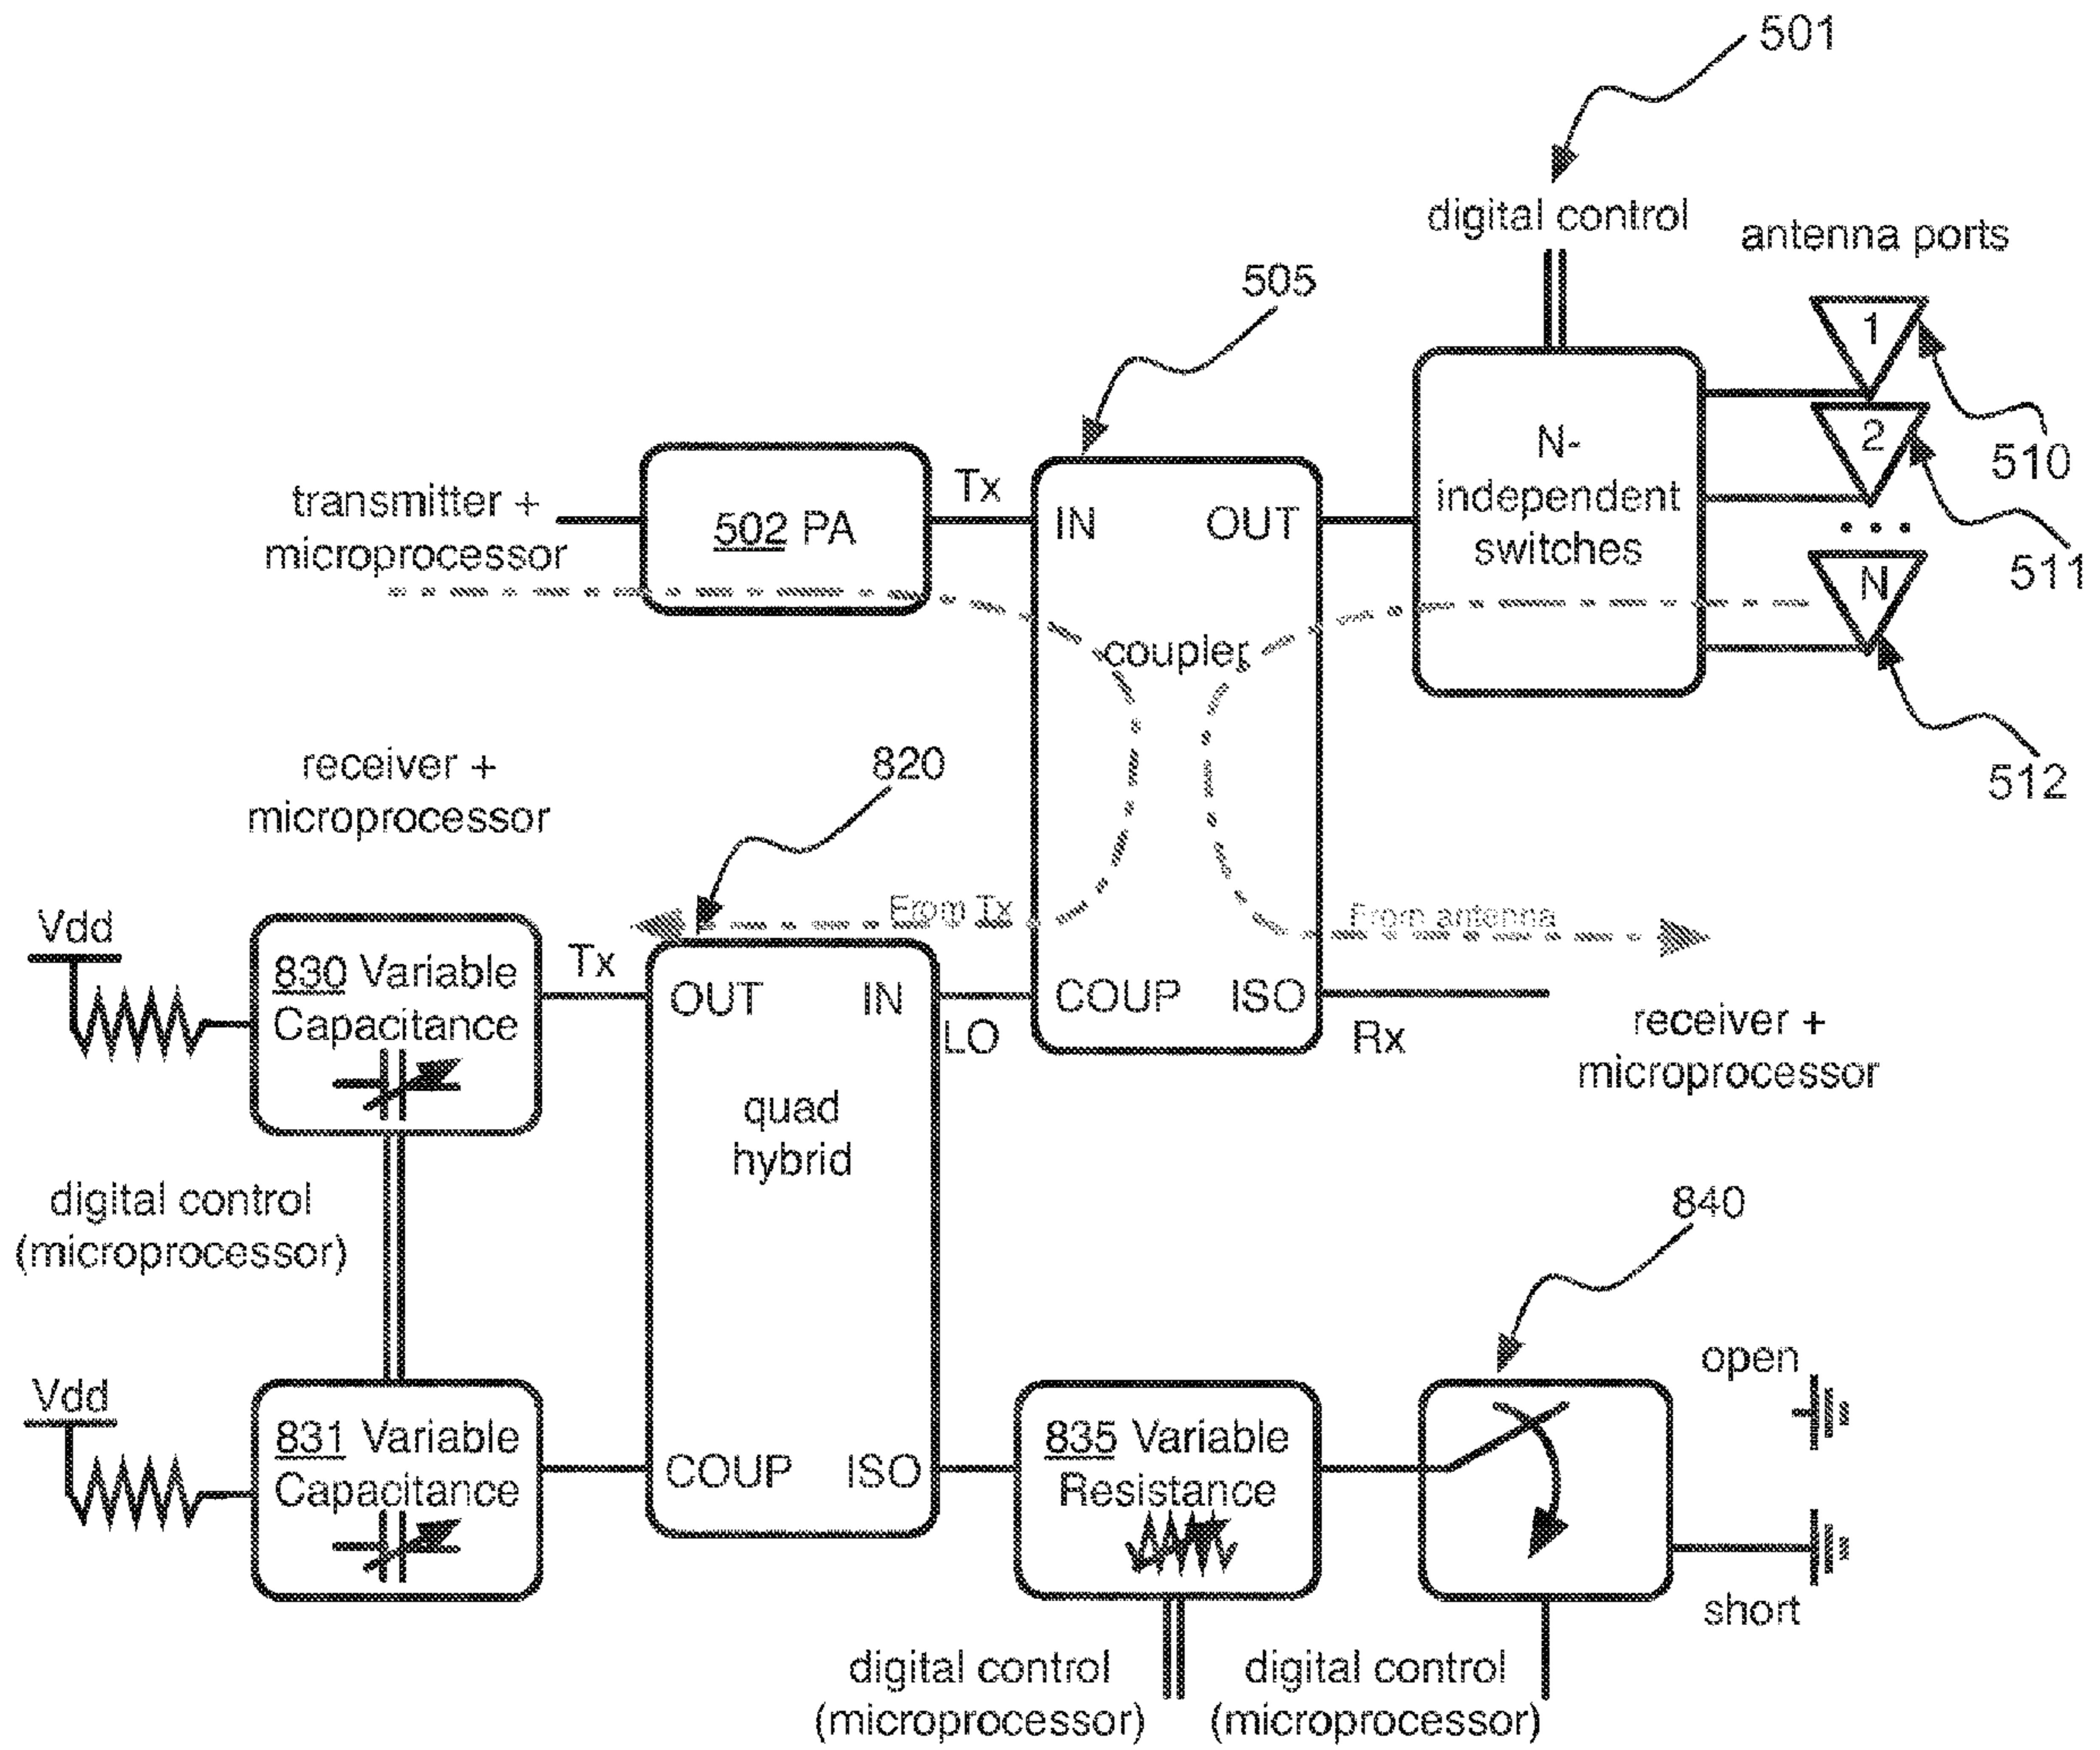 501
digital control
antenna ports
505
1
2
N
510
511
512
N-
independent
switches
transmitter +
microprocessor
502 PA
Tx
IN
OUT
coupler
receiver +
microprocessor
820
From Tx
From antenna
Vdd
830 Variable
Capacitance
Tx
OUT
IN
LO
COUP
ISO
Rx
receiver +
microprocessor
quad
hybrid
digital control
(microprocessor)
840
Vdd
831 Variable
Capacitance
COUP
ISO
835 Variable
Resistance
open
short
digital control
(microprocessor)
digital control
(microprocessor)